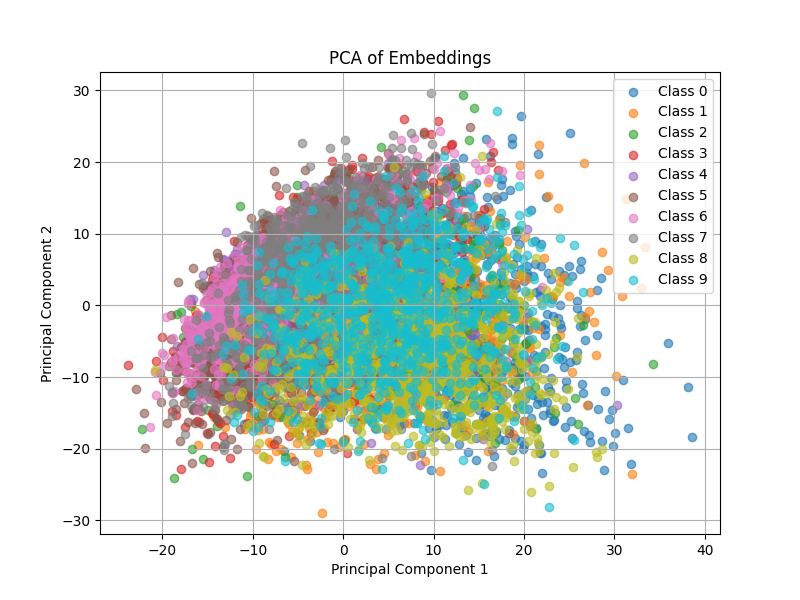 PCA of Embeddings
Class 0
Class 1
Class 2
Class 3
Class 4
Class 5
Class 6
Class 7
Class 8
Class 9
30
20
10
0
−10
−20
−30
Principal Component 2
−20 −10 0 10 20 30 40
Principal Component 1